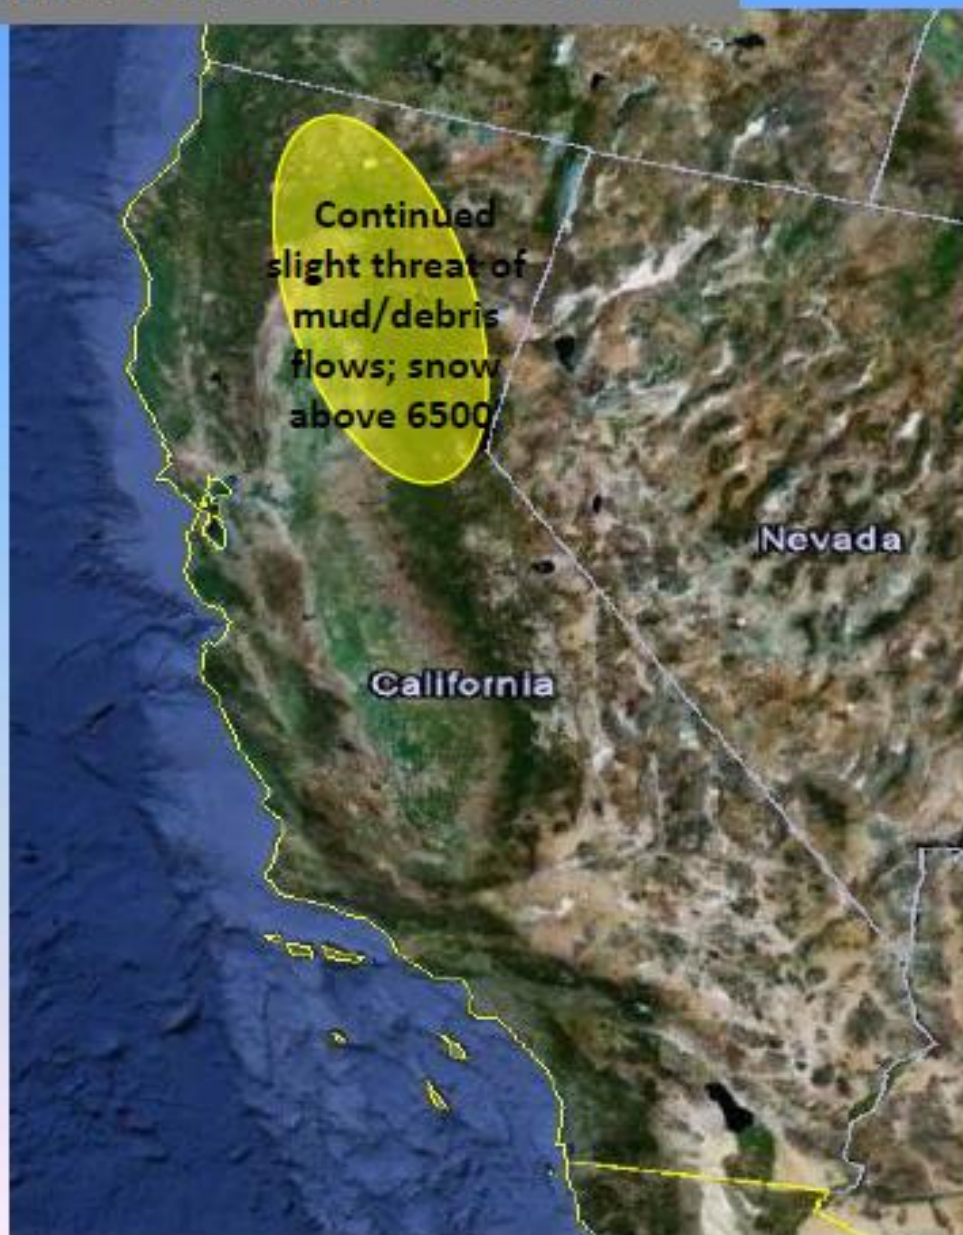 Continued
slight threat of
mud/debris
flows; snow
above 6500'
Nevada
California